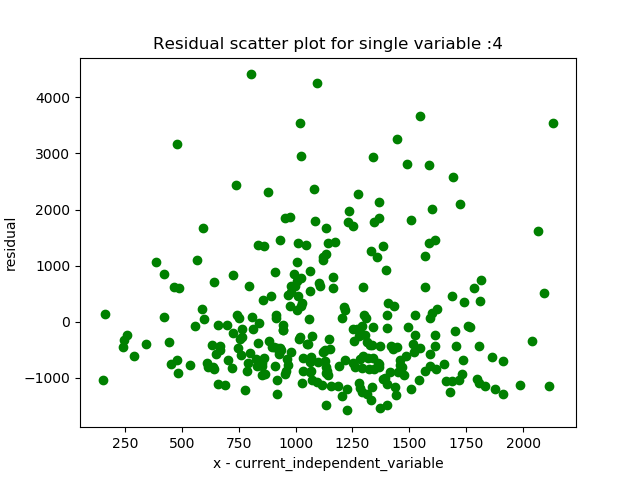 Residual scatter plot for single variable :4
4000
3000
2000
1000
0
−1000
residual
250 500 750 1000 1250 1500 1750 2000
x - current_independent_variable